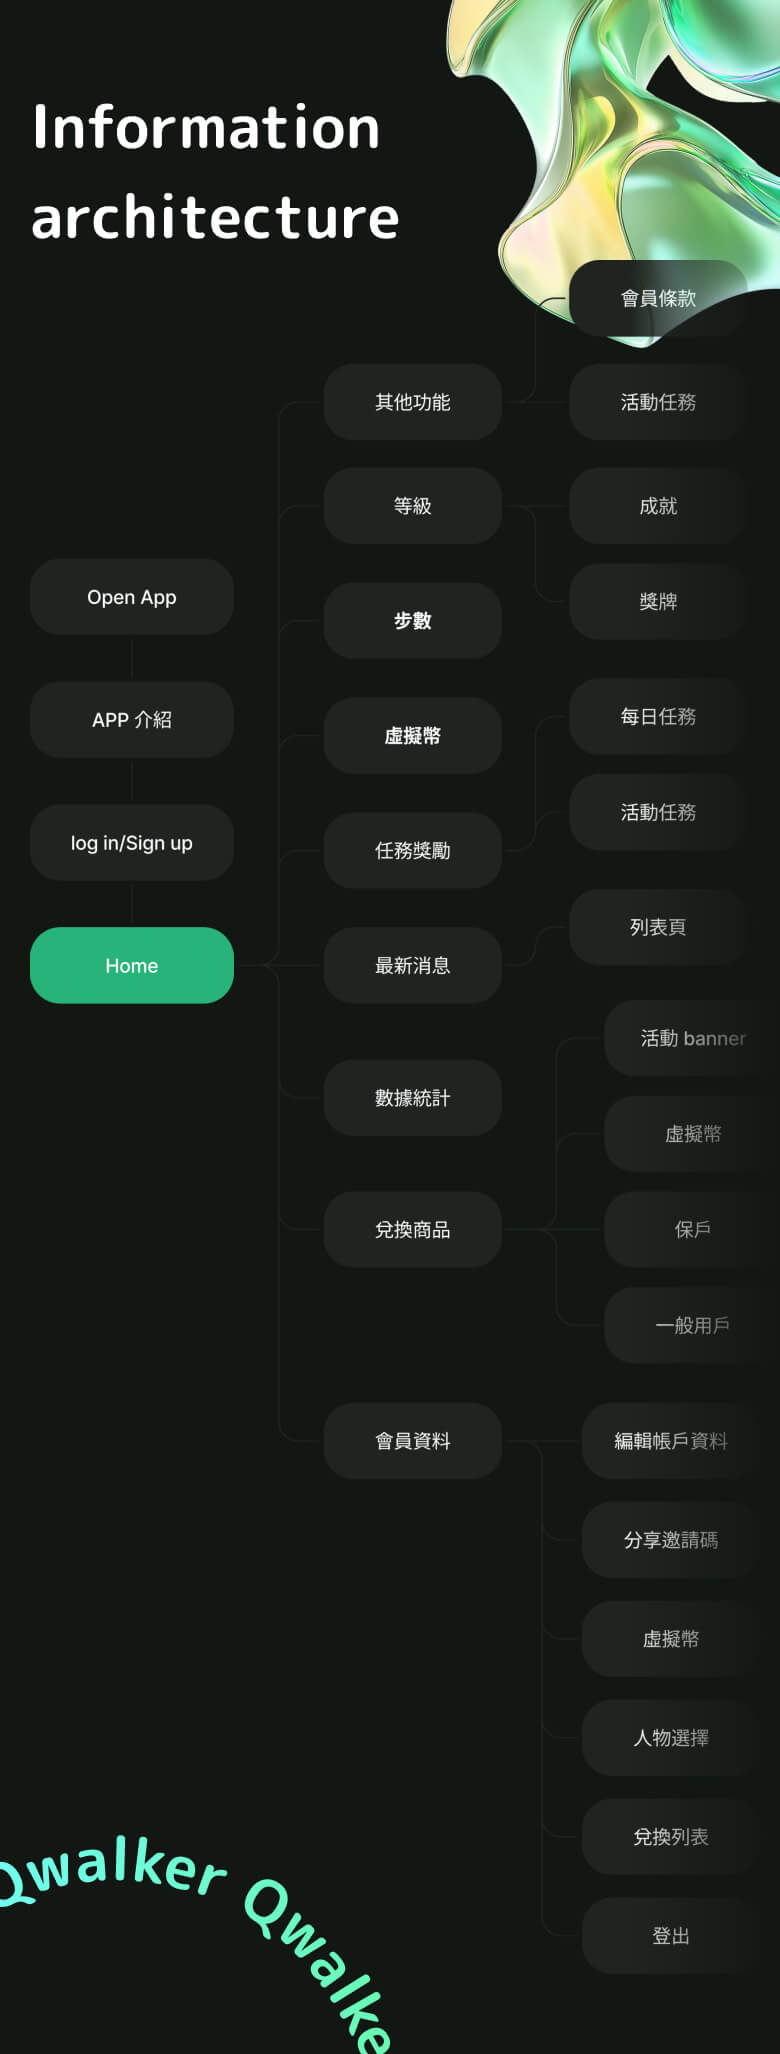 Information
architecture
會員條款
其他功能
活動任務
等級
成就
Open App
獎牌
步數
APP 介紹
每日任務
虛擬幣
活動任務
log in/Sign up
任務獎勵
列表頁
Home
最新消息
活動 banner
數據統計
虛擬幣
兌換商品
保戶
一般用戶
會員資料
編輯帳戶資料
分享邀請碼
虛擬幣
人物選擇
兌換列表
登出
Qwalker Qwalke